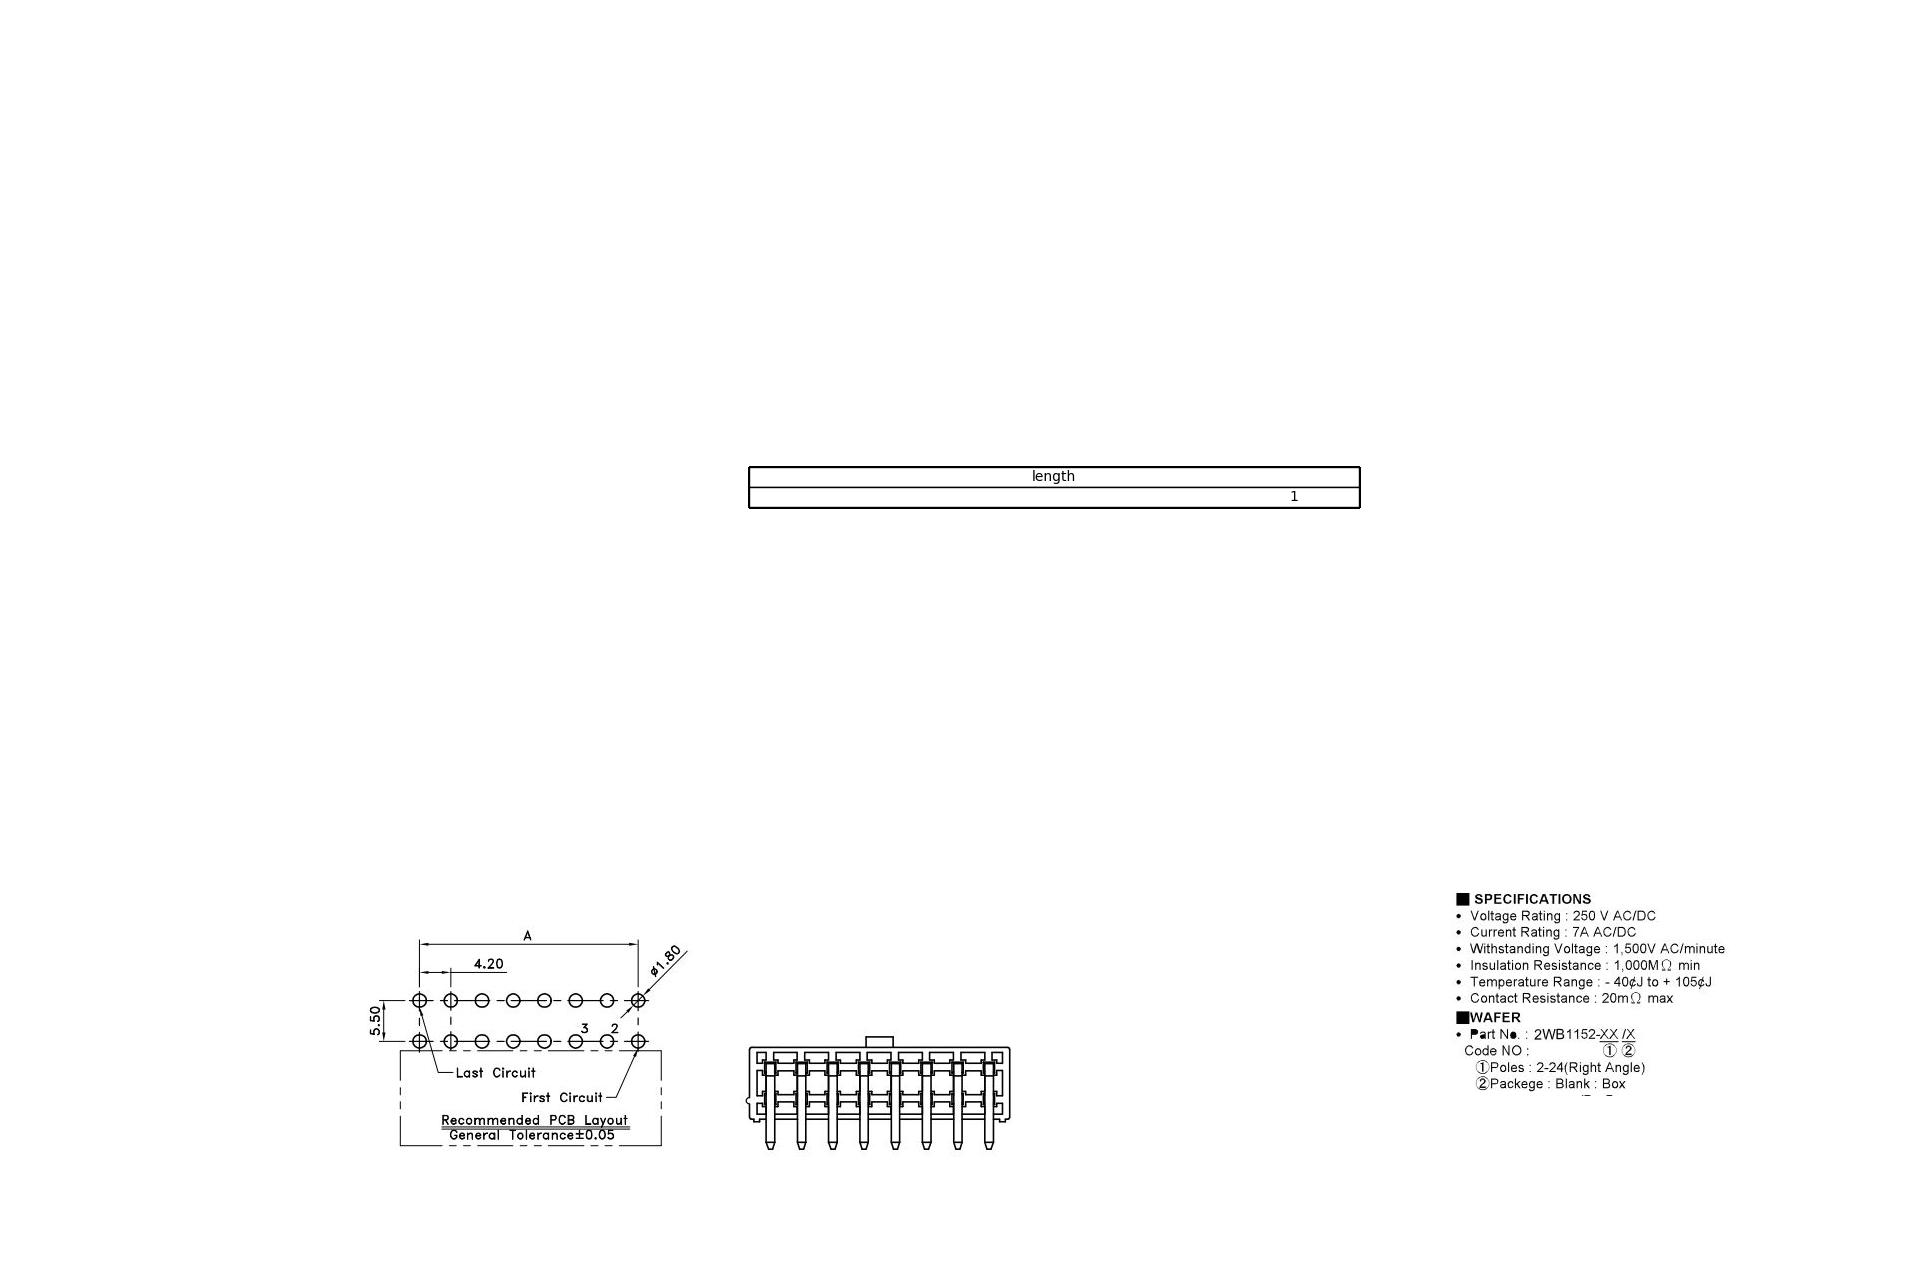 length
1
A
4.20
ø1.80
5.50
3 2
Last Circuit
First Circuit
Recommended PCB Layout
General Tolerance±0.05
■ SPECIFICATIONS
• Voltage Rating : 250 V AC/DC
• Current Rating : 7A AC/DC
• Withstanding Voltage : 1,500V AC/minute
• Insulation Resistance : 1,000MΩ min
• Temperature Range : - 40¢J to + 105¢J
• Contact Resistance : 20mΩ max
■WAFER
• Part No. : 2WB1152-XX /X
Code NO : ① ②
①Poles : 2-24(Right Angle)
②Packege : Blank : Box